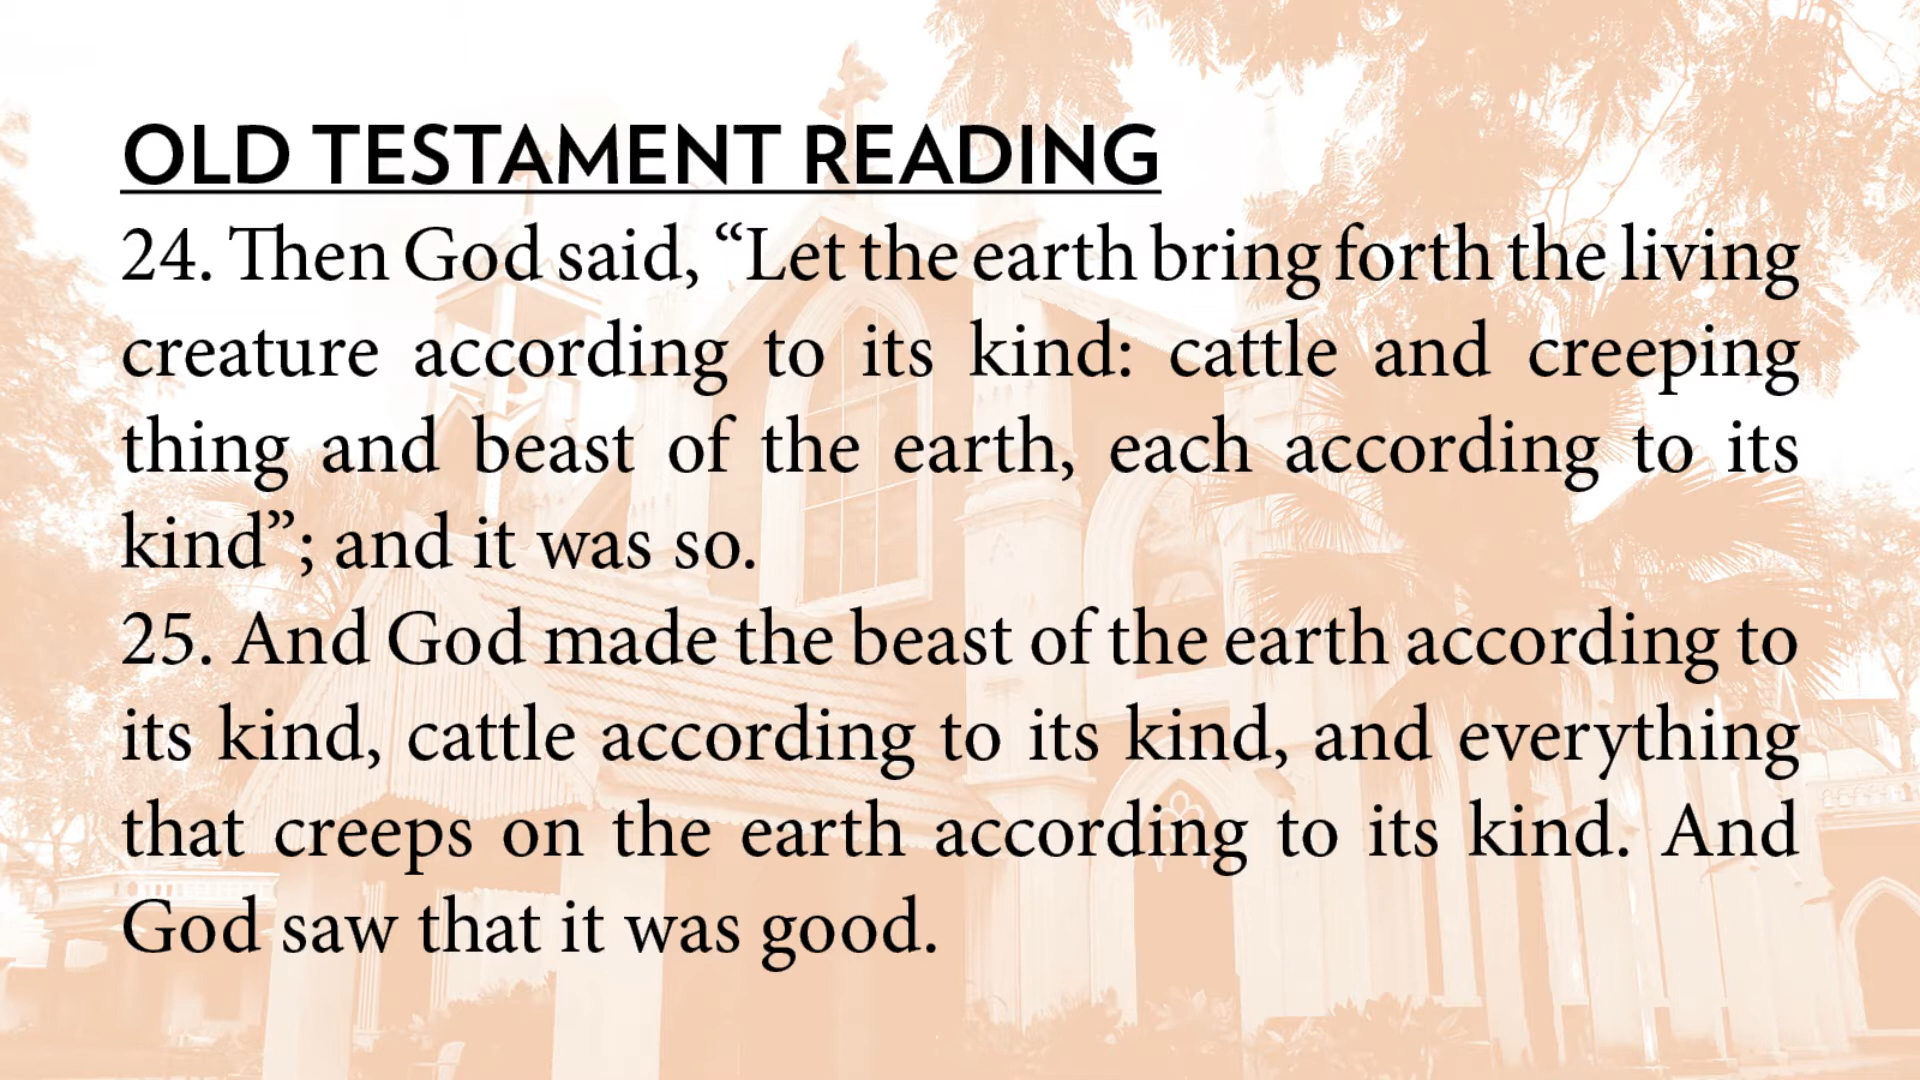 OLD TESTAMENT READING
24. Then God said, “Let the earth bring forth the living
creature according to its kind: cattle and creeping
thing and beast of the earth, each according to its
kind”; and it was so.
25. And God made the beast of the earth according to
its kind, cattle according to its kind, and everything
that creeps on the earth according to its kind. And
God saw that it was good.